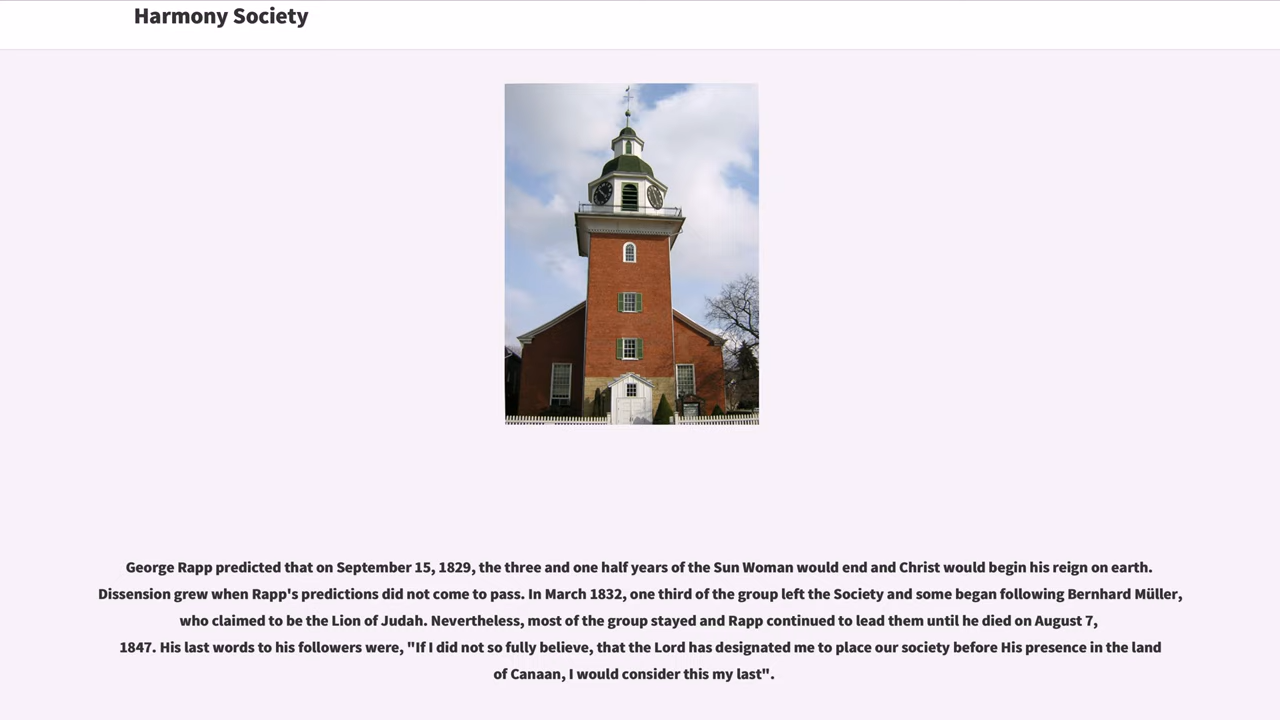 Harmony Society
George Rapp predicted that on September 15, 1829, the three and one half years of the Sun Woman would end and Christ would begin his reign on earth.
Dissension grew when Rapp's predictions did not come to pass. In March 1832, one third of the group left the Society and some began following Bernhard Müller,
who claimed to be the Lion of Judah. Nevertheless, most of the group stayed and Rapp continued to lead them until he died on August 7,
1847. His last words to his followers were, "If I did not so fully believe, that the Lord has designated me to place our society before His presence in the land
of Canaan, I would consider this my last".